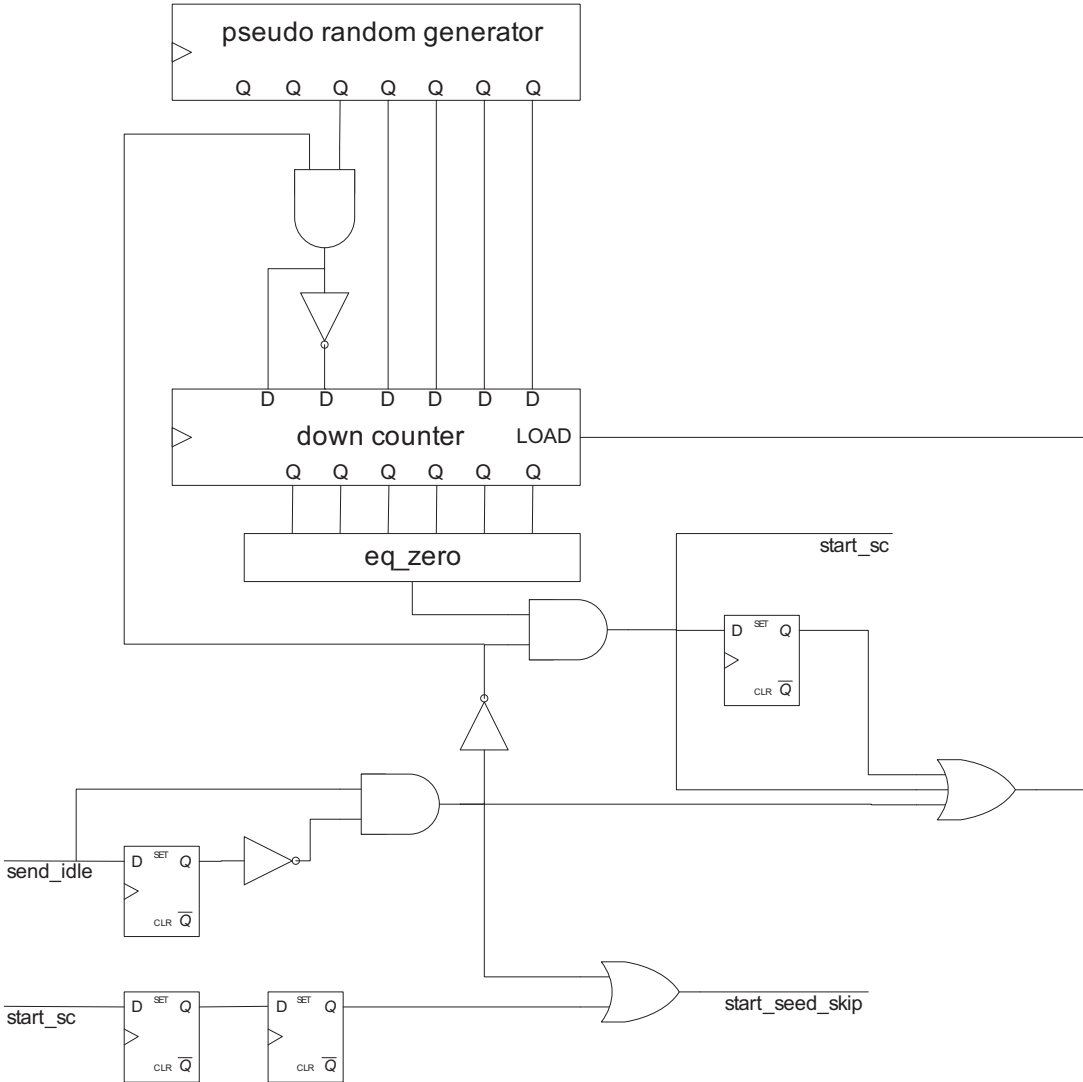 pseudo random generator
Q Q Q Q Q Q Q
D D D D D D
down counter LOAD
Q Q Q Q Q Q
eq_zero
start_sc
D SET Q
CLR Q
send_idle
D SET Q
CLR Q
start_sc
D SET Q
CLR Q
D SET Q
CLR Q
start_seed_skip